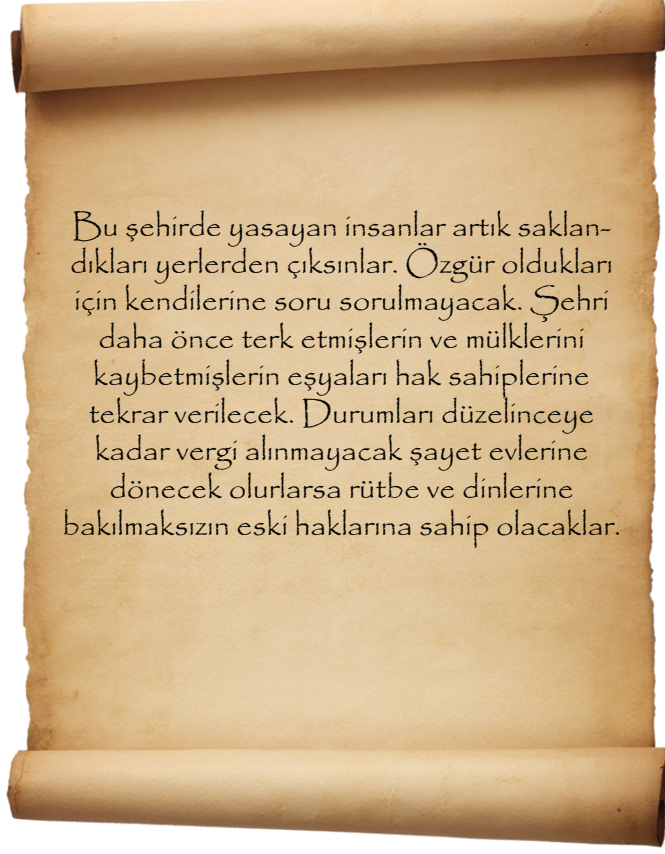 Bu şehirde yasayan insanlar artık saklan-
dıkları yerlerden çıksınlar. Özgür oldukları
için kendilerine soru sorulmayacak. Şehri
daha önce terk etmişlerin ve mülklerini
kaybetmişlerin eşyaları hak sahiplerine
tekrar verilecek. Durumları düzelinceye
kadar vergi alınmayacak şayet evlerine
dönecek olurlarsa rütbe ve dinlerine
bakılmaksızın eski haklarına sahip olacaklar.